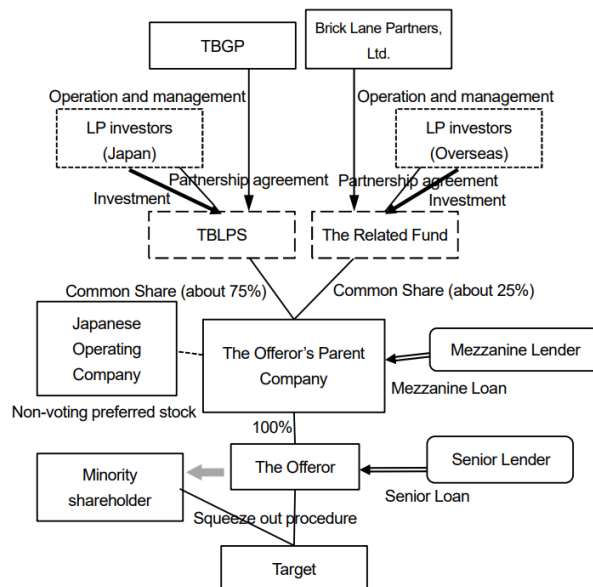 TBGP
Brick Lane Partners,
Ltd.
Operation and management
Operation and management
LP investors
(Japan)
LP investors
(Overseas)
Partnership agreement
Partnership agreement
Investment
Investment
TBLPS
The Related Fund
Common Share (about 75%)
Common Share (about 25%)
Japanese
Operating
Company
The Offeror's Parent
Company
Mezzanine Lender
Mezzanine Loan
Non-voting preferred stock
100%
Minority
shareholder
The Offeror
Senior Lender
Senior Loan
Squeeze out procedure
Target